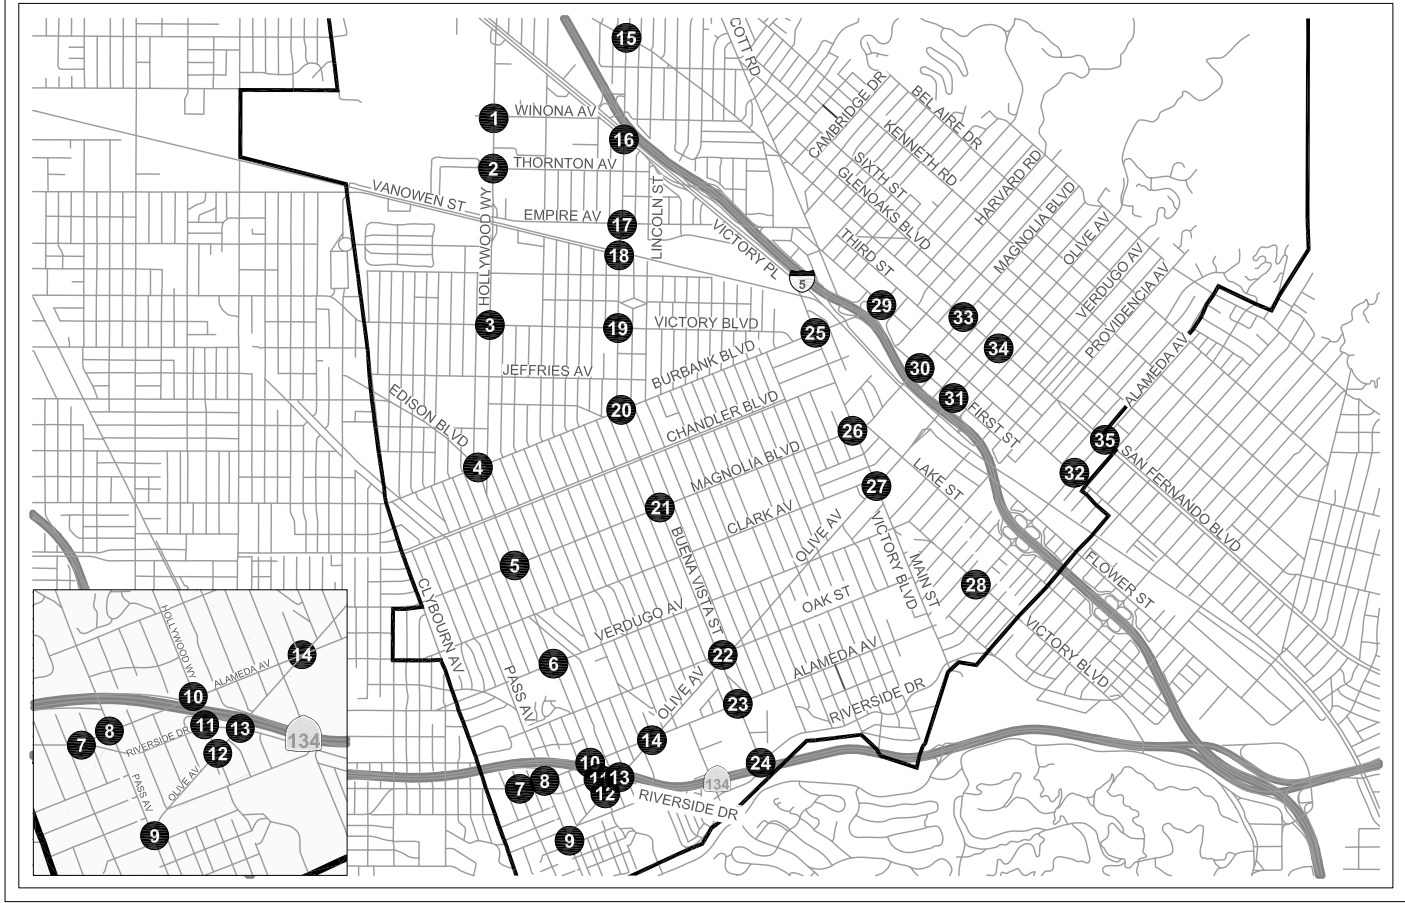 15
SCOTT RD
CAMBRIDGE DR
BEL AIRE DR
1
WINONA AV
16
KENNETH RD
2
THORNTON AV
SIXTH ST
GLENOAKS BLVD
HARVARD RD
VANOWEN ST
HOLLYWOOD WY
EMPIRE AV
17
LINCOLN ST
18
VICTORY PL
THIRD ST
MAGNOLIA BLVD
OLIVE AV
VERDUGO AV
PROVIDENCIA AV
5
29
33
3
19
VICTORY BLVD
25
34
ALAMEDA AV
JEFFRIES AV
BURBANK BLVD
30
EDISON BLVD
20
CHANDLER BLVD
31
FIRST ST
26
35
4
MAGNOLIA BLVD
32
SAN FERNANDO BLVD
LAKE ST
27
21
CLARK AV
OLIVE AV
BUENA VISTA ST
VICTORY BLVD
MAIN ST
5
FLOWER ST
28
CLYBOURN AV
VERDUGO AV
OAK ST
VICTORY BLVD
6
22
ALAMEDA AV
PASS AV
OLIVE AV
23
RIVERSIDE DR
14
10
11
13
24
7
8
12
134
RIVERSIDE DR
9
HOLLYWOOD WY
14
ALAMEDA AV
10
11
13
8
7
RIVERSIDE DR
12
134
PASS AV
OLIVE AV
9